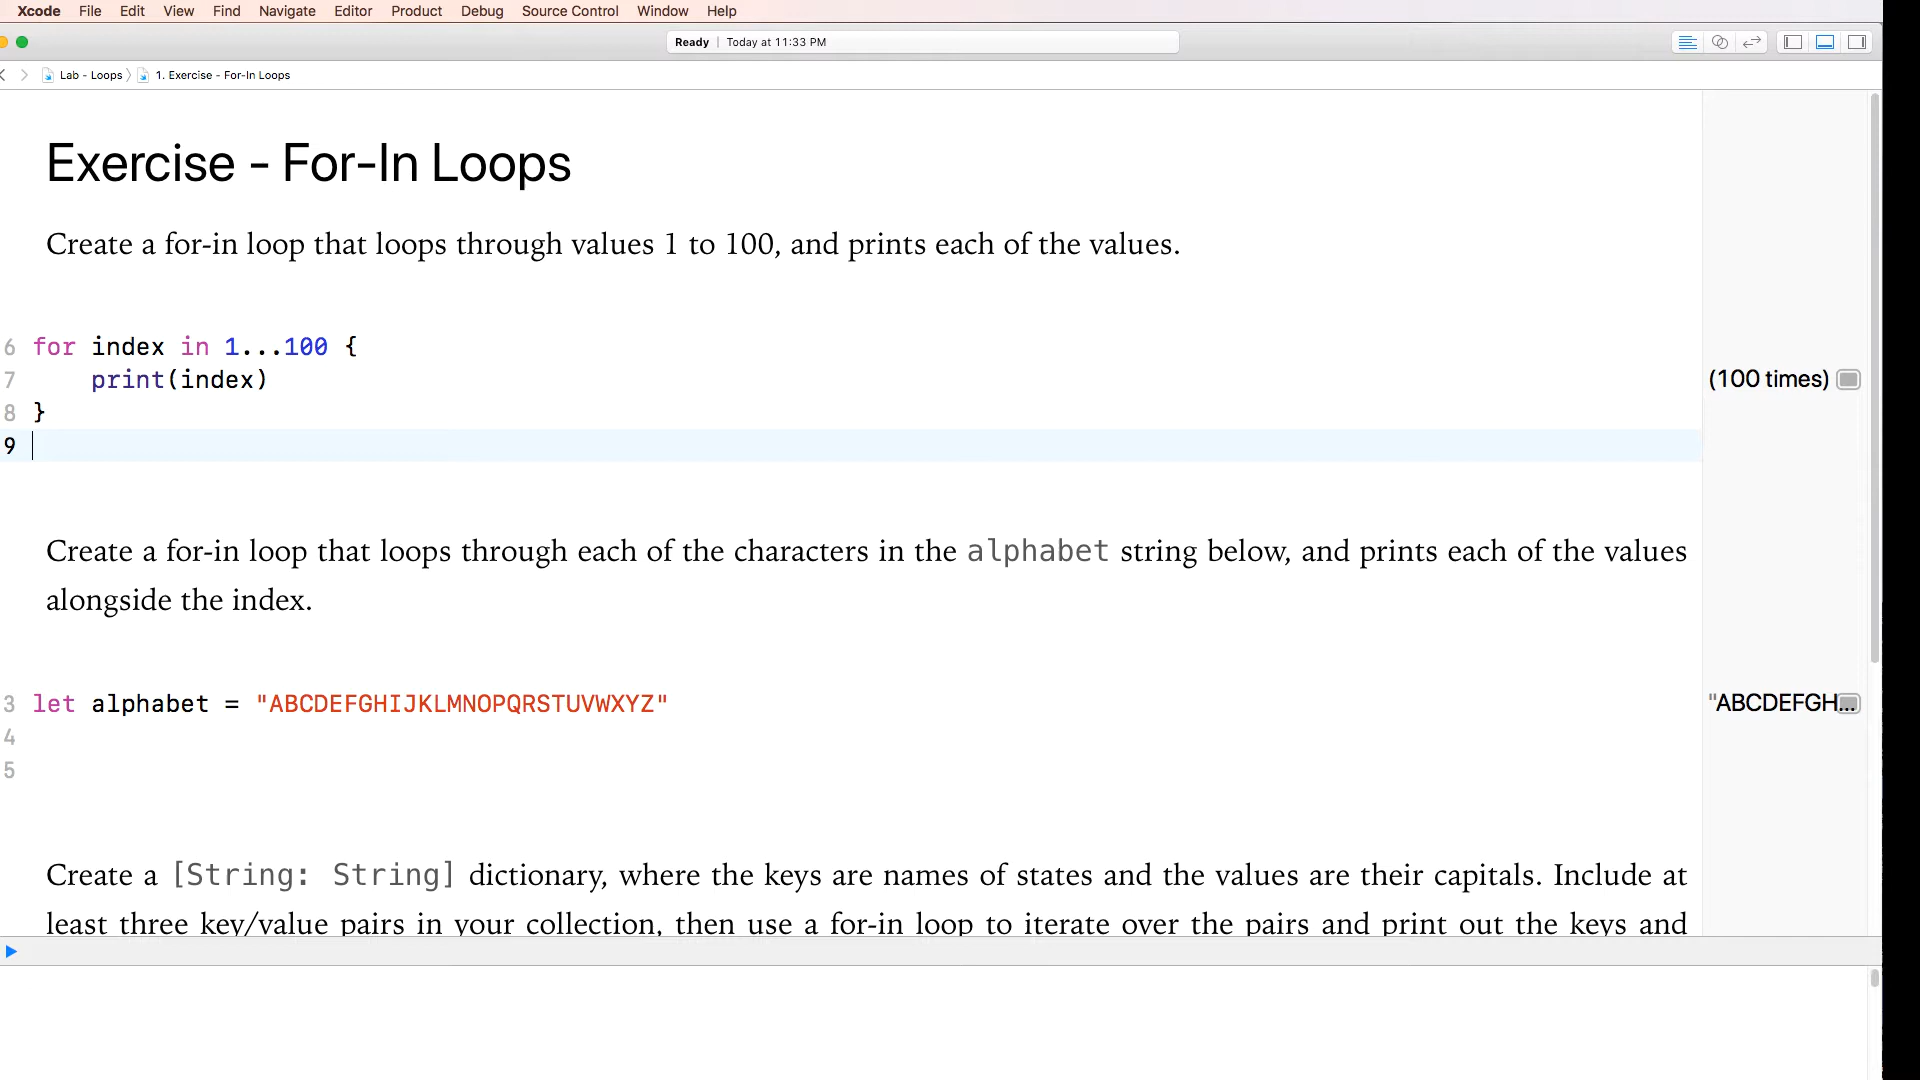 Xcode File Edit View Find Navigate Editor Product Debug Source Control Window Help
Ready | Today at 11:33 PM
Lab - Loops 1. Exercise - For-In Loops
Exercise - For-In Loops
Create a for-in loop that loops through values 1 to 100, and prints each of the values.
6 for index in 1...100 {
7 print(index) (100 times)
8 }
9
Create a for-in loop that loops through each of the characters in the alphabet string below, and prints each of the values
alongside the index.
3 let alphabet = "ABCDEFGHIJKLMNOPQRSTUVWXYZ" "ABCDEFGH...
4
5
Create a [String: String] dictionary, where the keys are names of states and the values are their capitals. Include at
least three key/value pairs in your collection, then use a for-in loop to iterate over the pairs and print out the keys and